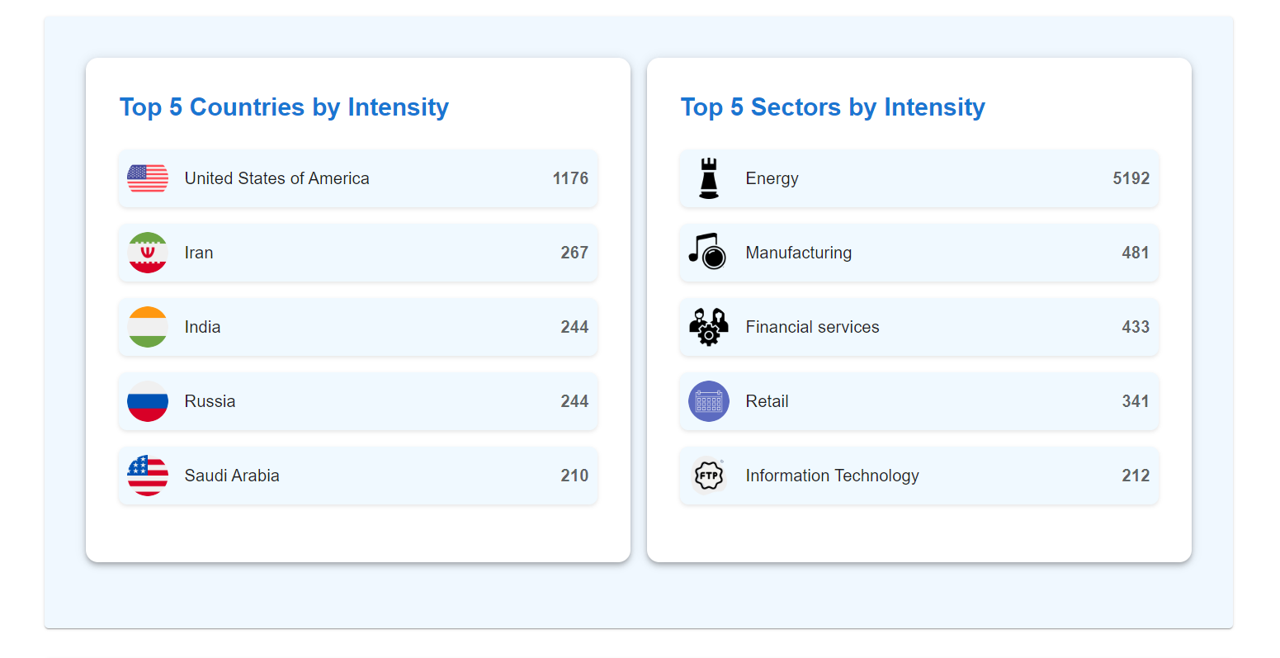 Top 5 Countries by Intensity
United States of America 1176
Iran 267
India 244
Russia 244
Saudi Arabia 210
Top 5 Sectors by Intensity
Energy 5192
Manufacturing 481
Financial services 433
Retail 341
FTP Information Technology 212